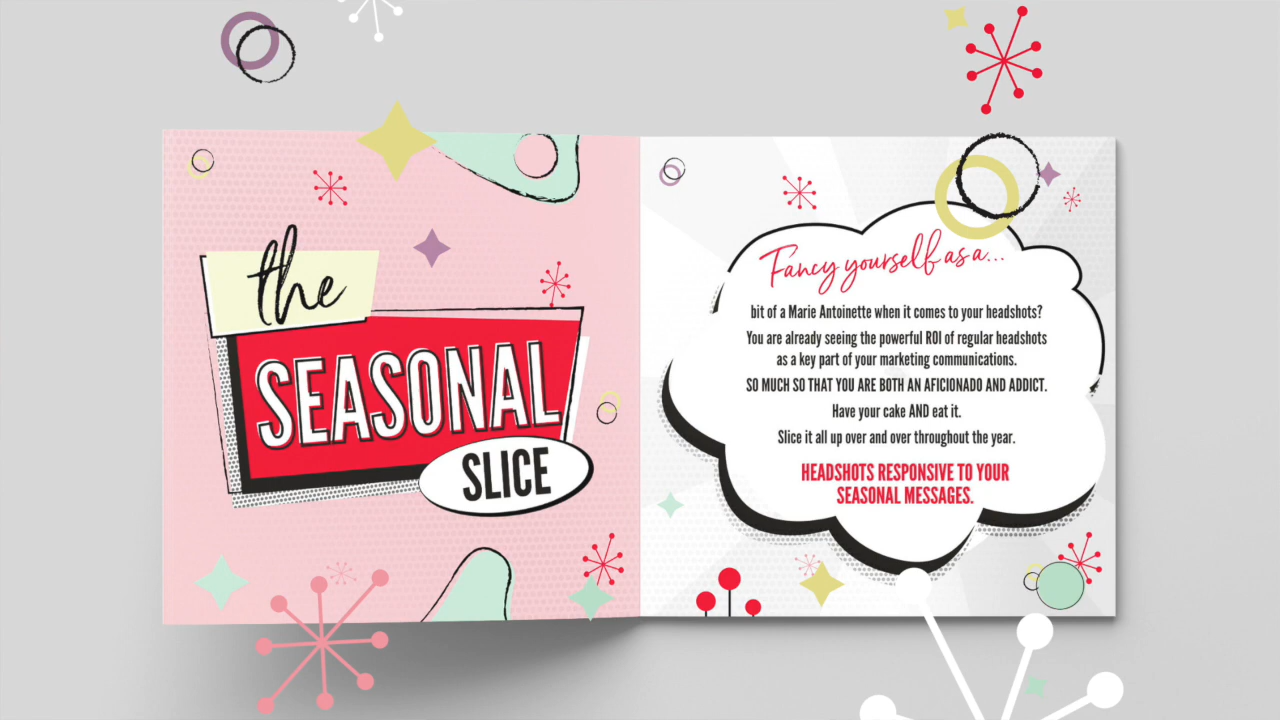 the
SEASONAL
SLICE
Fancy yourself as a...
bit of a Marie Antoinette when it comes to your headshots?
You are already seeing the powerful ROI of regular headshots
as a key part of your marketing communications.
SO MUCH SO THAT YOU ARE BOTH AN AFICIONADO AND ADDICT.
Have your cake AND eat it.
Slice it all up over and over throughout the year.
HEADSHOTS RESPONSIVE TO YOUR
SEASONAL MESSAGES.